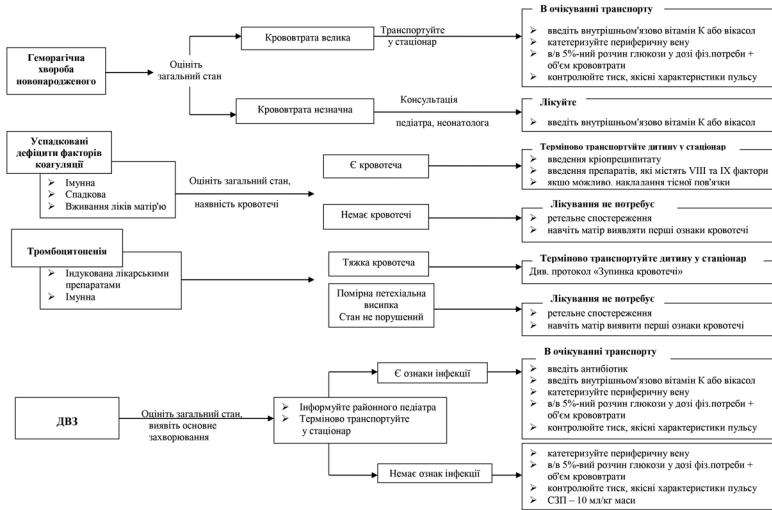 Геморагічна
хвороба
новонародженого
Оцініть
загальний стан
Крововтрата велика
Транспортуйте
у стаціонар
В очікуванні транспорту
введіть внутрішньом'язово вітамін К або вікасол
катетеризуйте периферичну вену
в/в 5%-ний розчин глюкози у дозі фіз.потреби +
об'єм крововтрати
контролюйте тиск, якісні характеристики пульсу
Крововтрата незначна
Консультація
педіатра, неонатолога
Лікуйте
введіть внутрішньом'язово вітамін К або вікасол
Успадковані
дефіцити факторів
коагуляції
Імунна
Спадкова
Вживання ліків матір'ю
Оцініть загальний стан,
наявність кровотечі
Є кровотеча
Терміново транспортуйте дитину у стаціонар
введення кріопреципитату
введення препаратів, які містять VIII та IX фактори
якщо можливо, накладання тісної пов'язки
Немає кровотечі
Лікування не потребує
ретельне спостереження
навчіть матір виявляти перші ознаки кровотечі
Тромбоцитопенія
Індукована лікарськими
препаратами
Імунна
Тяжка кровотеча
Терміново транспортуйте дитину у стаціонар
Див. протокол «Зупинка кровотечі»
Помірна петехіальна
висипка
Стан не порушений
Лікування не потребує
ретельне спостереження
навчіть матір виявити перші ознаки кровотечі
ДВЗ
Оцініть загальний стан,
виявіть основне
захворювання
Інформуйте районного педіатра
Терміново транспортуйте
у стаціонар
Є ознаки інфекції
В очікуванні транспорту
введіть антибіотик
введіть внутрішньом'язово вітамін К або вікасол
катетеризуйте периферичну вену
в/в 5%-ний розчин глюкози у дозі фіз.потреби +
об'єм крововтрати
контролюйте тиск, якісні характеристики пульсу
Немає ознак інфекції
катетеризуйте периферичну вену
в/в 5%-вий розчин глюкози у дозі фіз.потреби +
об'єм крововтрати
контролюйте тиск, якісні характеристики пульсу
СЗП – 10 мл/кг маси